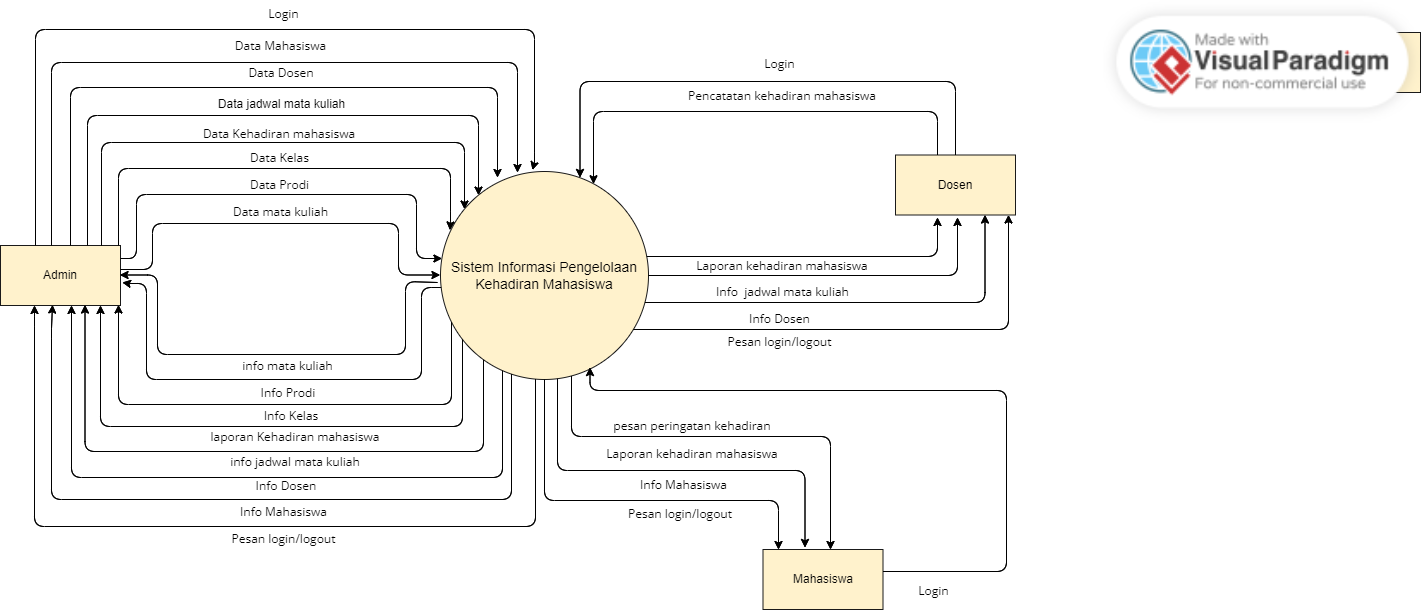 Login
Data Mahasiswa
Data Dosen
Data jadwal mata kuliah
Data Kehadiran mahasiswa
Data Kelas
Data Prodi
Data mata kuliah
Admin
info mata kuliah
Info Prodi
Info Kelas
laporan Kehadiran mahasiswa
info jadwal mata kuliah
Info Dosen
Info Mahasiswa
Pesan login/logout
Sistem Informasi Pengelolaan
Kehadiran Mahasiswa
Login
Pencatatan kehadiran mahasiswa
Dosen
Laporan kehadiran mahasiswa
Info jadwal mata kuliah
Info Dosen
Pesan login/logout
pesan peringatan kehadiran
Laporan kehadiran mahasiswa
Info Mahasiswa
Pesan login/logout
Mahasiswa
Login
Made with
Visual Paradigm
For non-commercial use